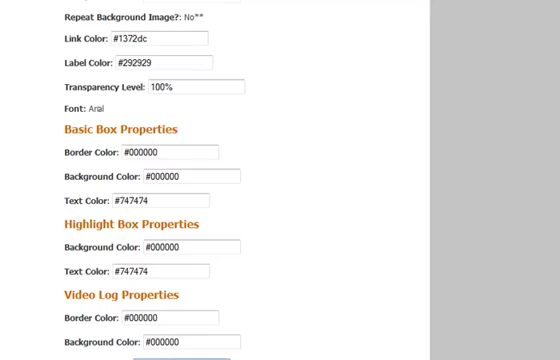 Repeat Background Image?: No**
Link Color: #1372dc
Label Color: #292929
Transparency Level: 100%
Font: Arial
Basic Box Properties
Border Color: #000000
Background Color: #000000
Text Color: #747474
Highlight Box Properties
Background Color: #000000
Text Color: #747474
Video Log Properties
Border Color: #000000
Background Color: #000000